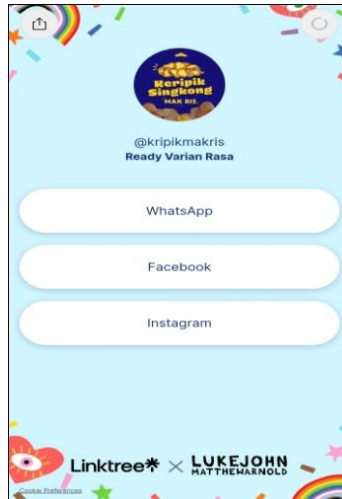 Keripik
Singkong
MAK RIS
@kripikmakris
Ready Varian Rasa
WhatsApp
Facebook
Instagram
Linktree* × LUKEJOHN
MATTHEWARNOLD
Cookie Preferences